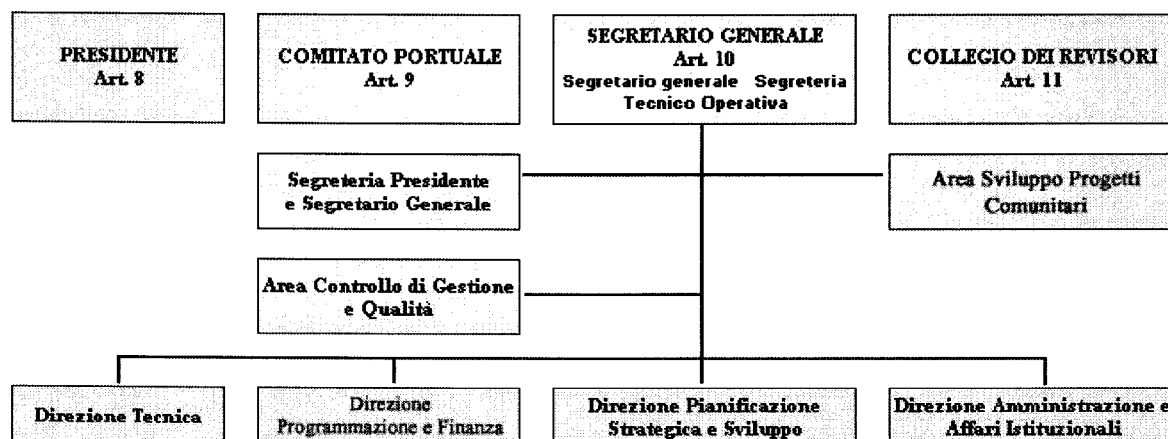 PRESIDENTE
Art. 8
COMITATO PORTUALE
Art. 9
SEGRETARIO GENERALE
Art. 10
Segretario generale Segreteria
Tecnico Operativa
COLLEGIO DEI REVISORI
Art. 11
Segreteria Presidente
e Segretario Generale
Area Sviluppo Progetti
Comunitari
Area Controllo di Gestione
e Qualità
Direzione Tecnica
Direzione
Programmazione e Finanza
Direzione Pianificazione
Strategica e Sviluppo
Direzione Amministrazione e
Affari Istituzionali